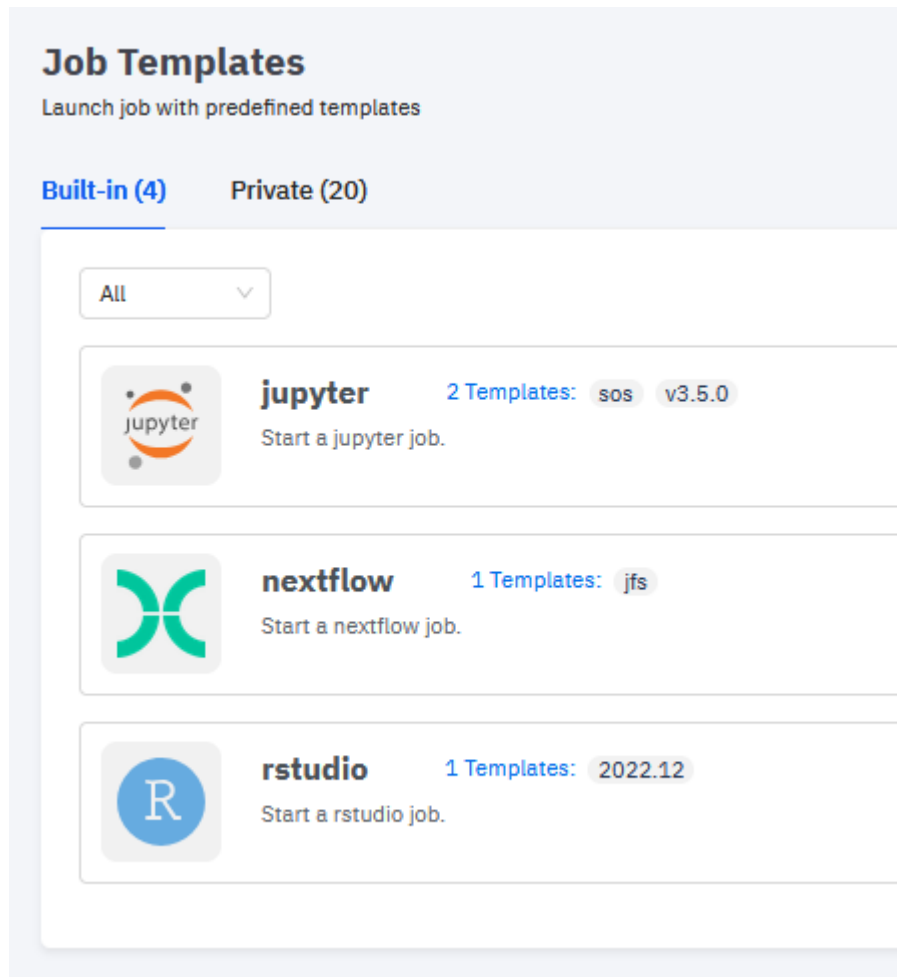 Job Templates
Launch job with predefined templates
Built-in (4) Private (20)
All
jupyter 2 Templates: sos v3.5.0
jupyter
Start a jupyter job.
nextflow 1 Templates: jfs
Start a nextflow job.
rstudio 1 Templates: 2022.12
R
Start a rstudio job.